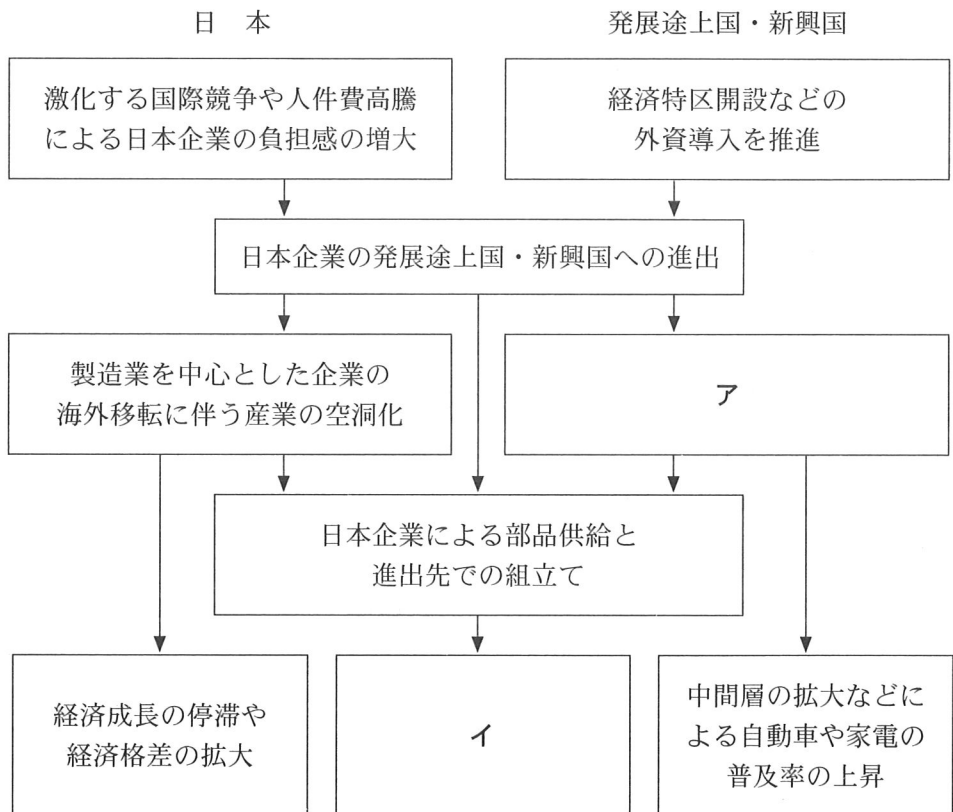 日 本
発展途上国・新興国
激化する国際競争や人件費高騰
による日本企業の負担感の増大
経済特区開設などの
外資導入を推進
日本企業の発展途上国・新興国への進出
製造業を中心とした企業の
海外移転に伴う産業の空洞化
ア
日本企業による部品供給と
進出先での組立て
経済成長の停滞や
経済格差の拡大
イ
中間層の拡大などに
よる自動車や家電の
普及率の上昇